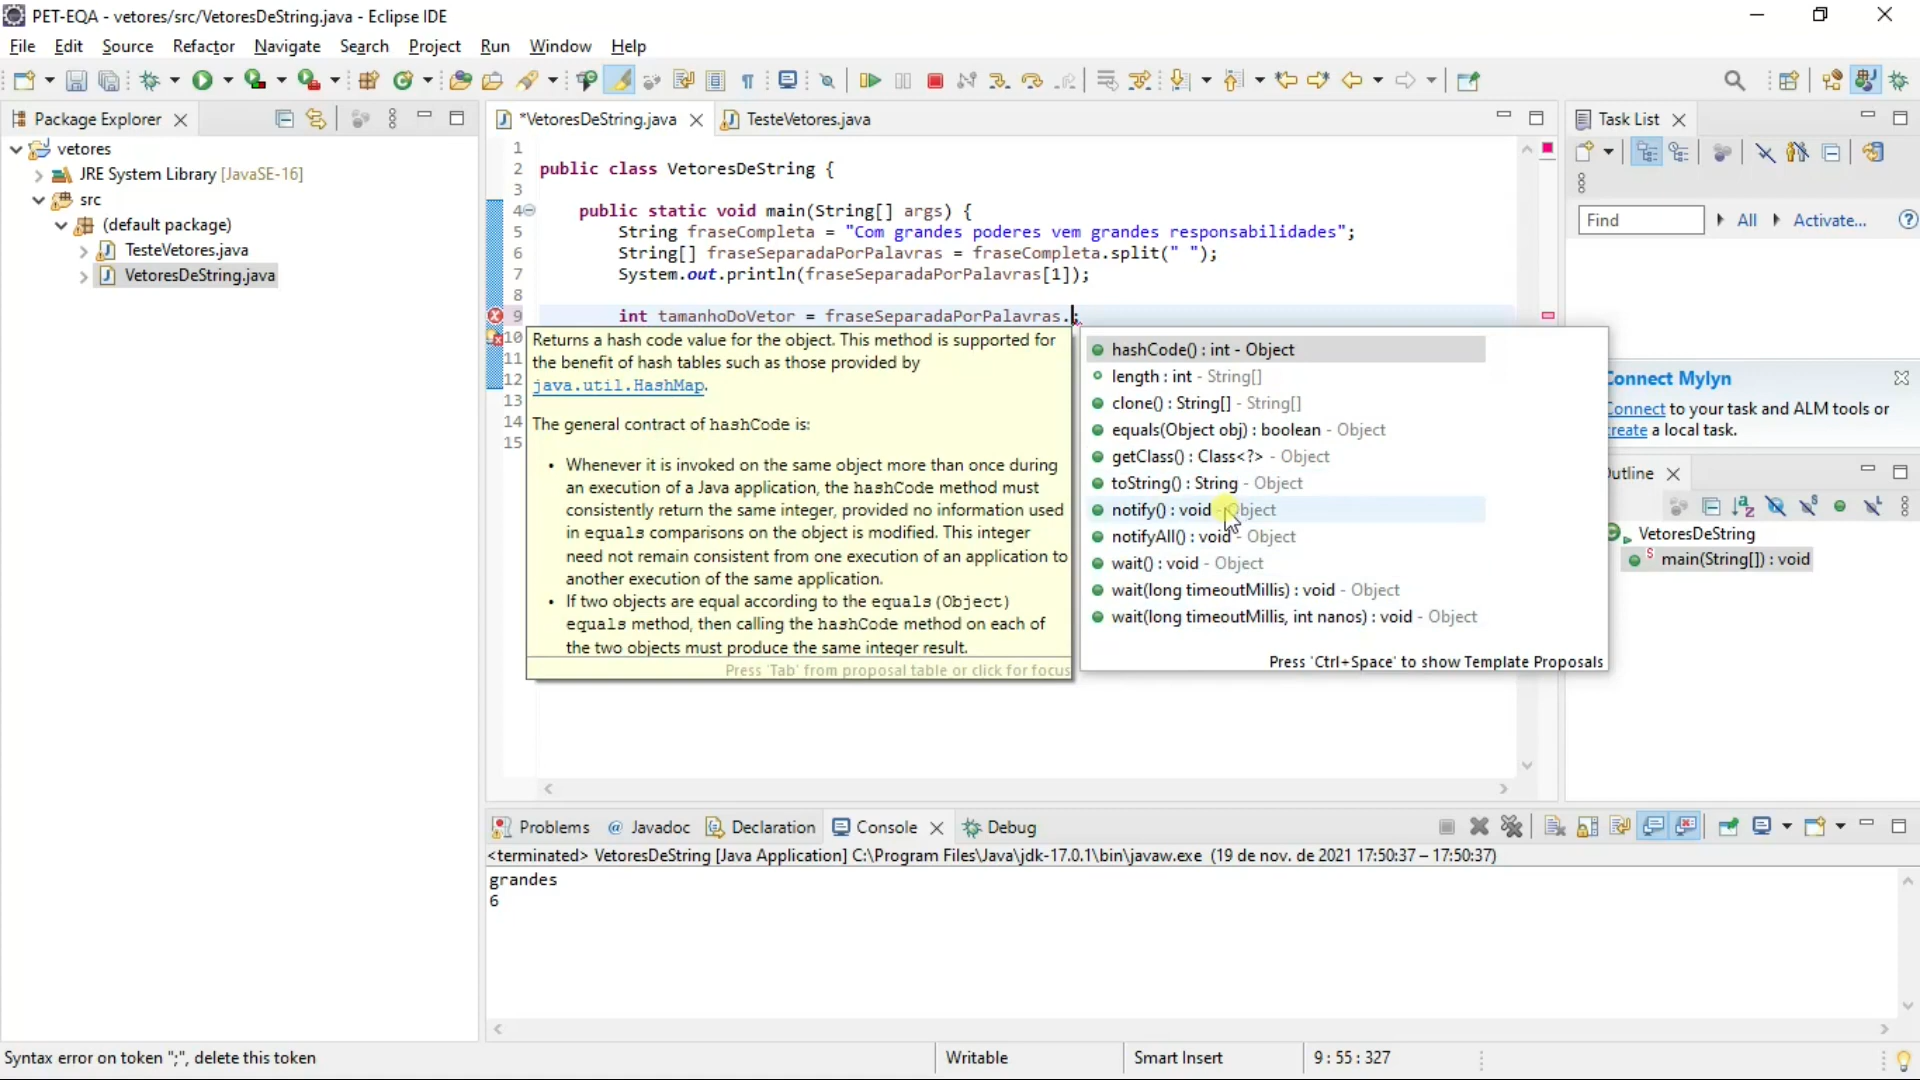 PET-EQA - vetores/src/VetoresDeString.java - Eclipse IDE
File Edit Source Refactor Navigate Search Project Run Window Help
Package Explorer
vetores
JRE System Library [JavaSE-16]
src
(default package)
TesteVetores.java
VetoresDeString.java
*VetoresDeString.java TesteVetores.java
1
2 public class VetoresDeString {
3
4 public static void main(String[] args) {
5 String fraseCompleta = "Com grandes poderes vem grandes responsabilidades";
6 String[] fraseSeparadaPorPalavras = fraseCompleta.split(" ");
7 System.out.println(fraseSeparadaPorPalavras[1]);
8
9 int tamanhoDoVetor = fraseSeparadaPorPalavras.;
10
11
12
13
14
15
Returns a hash code value for the object. This method is supported for
the benefit of hash tables such as those provided by
java.util.HashMap.
The general contract of hashCode is:
• Whenever it is invoked on the same object more than once during
an execution of a Java application, the hashCode method must
consistently return the same integer, provided no information used
in equals comparisons on the object is modified. This integer
need not remain consistent from one execution of an application to
another execution of the same application.
• If two objects are equal according to the equals(Object)
equals method, then calling the hashCode method on each of
the two objects must produce the same integer result.
Press 'Tab' from proposal table or click for focus
hashCode() : int - Object
length : int - String[]
clone() : String[] - String[]
equals(Object obj) : boolean - Object
getClass() : Class<?> - Object
toString() : String - Object
notify() : void - Object
notifyAll() : void - Object
wait() : void - Object
wait(long timeoutMillis) : void - Object
wait(long timeoutMillis, int nanos) : void - Object
Press 'Ctrl+Space' to show Template Proposals
Task List
Find All Activate...
Connect Mylyn
Connect to your task and ALM tools or
create a local task.
Outline
VetoresDeString
main(String[]) : void
Problems Javadoc Declaration Console Debug
<terminated> VetoresDeString [Java Application] C:\Program Files\Java\jdk-17.0.1\bin\javaw.exe (19 de nov. de 2021 17:50:37 – 17:50:37)
grandes
6
Syntax error on token ";", delete this token
Writable
Smart Insert
9 : 55 : 327